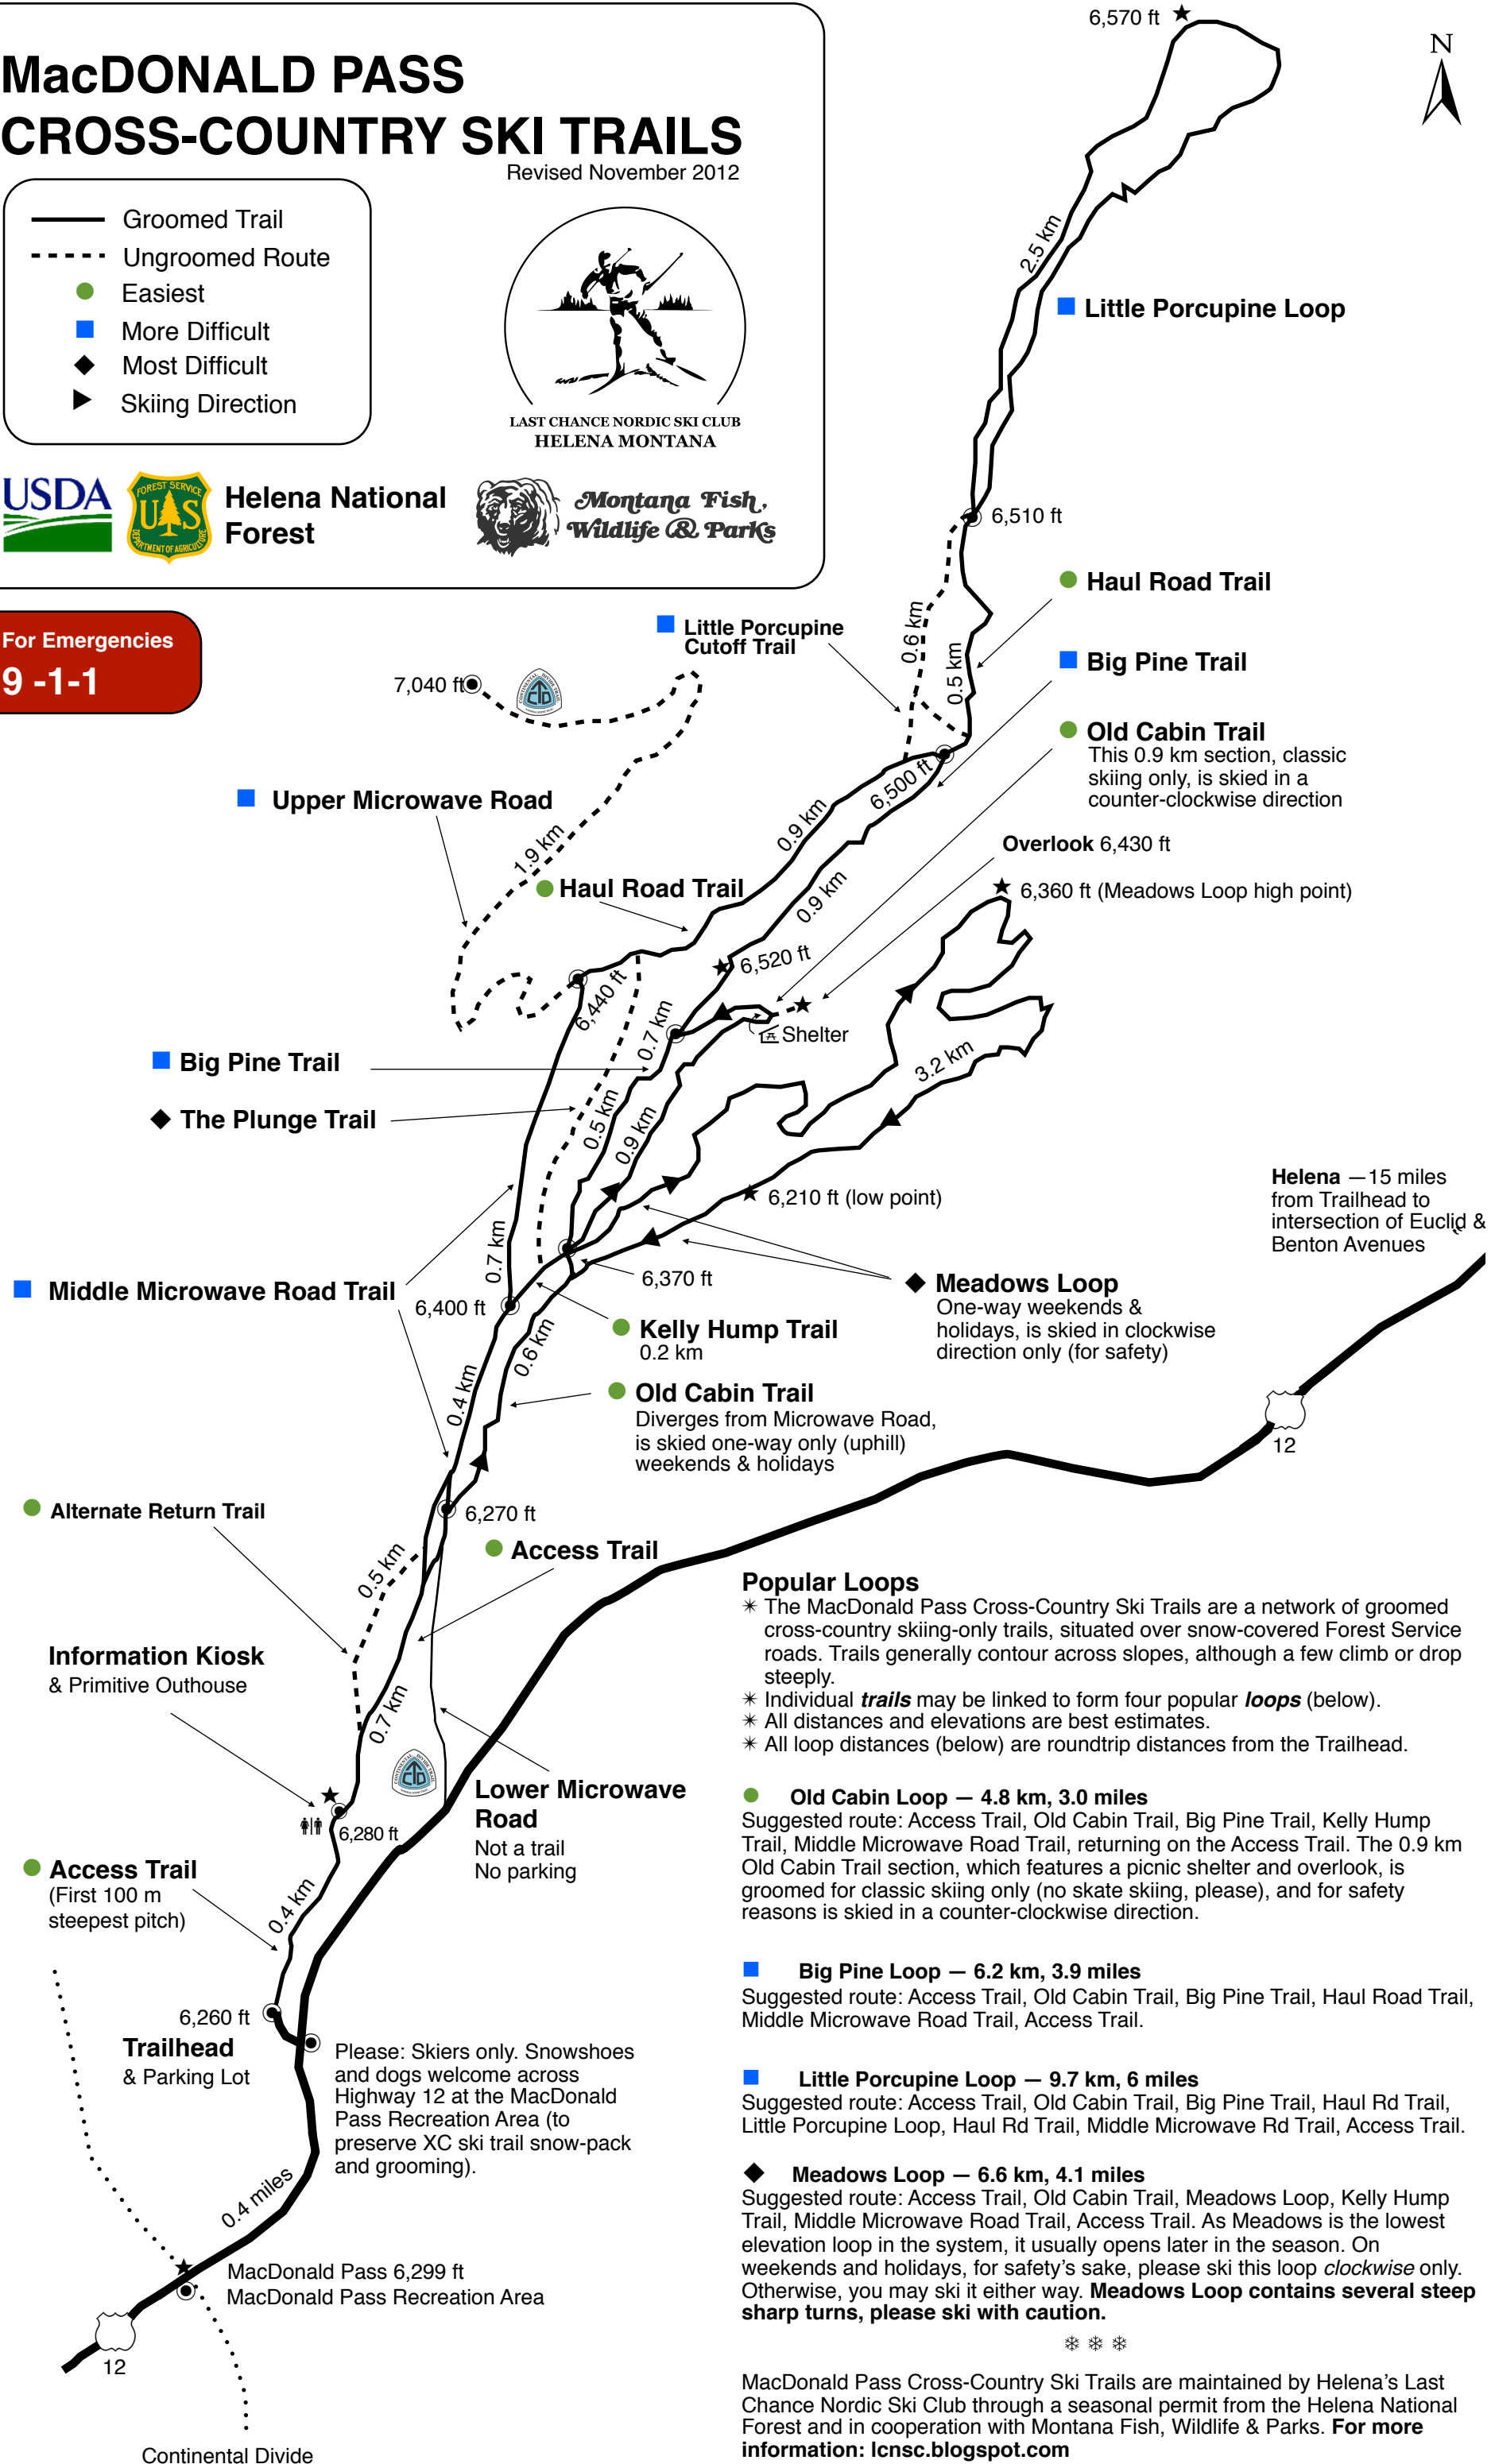 MacDONALD PASS
CROSS-COUNTRY SKI TRAILS
Revised November 2012
Groomed Trail
Ungroomed Route
Easiest
More Difficult
Most Difficult
Skiing Direction
LAST CHANCE NORDIC SKI CLUB
HELENA MONTANA
USDA
FOREST SERVICE
U S
DEPARTMENT OF AGRICULTURE
Helena National
Forest
Montana Fish,
Wildlife & Parks
For Emergencies
9 -1-1
6,570 ft
N
2.5 km
Little Porcupine Loop
6,510 ft
Haul Road Trail
0.6 km
0.5 km
Little Porcupine
Cutoff Trail
Big Pine Trail
7,040 ft
CONTINENTAL DIVIDE TRAIL
Old Cabin Trail
This 0.9 km section, classic
skiing only, is skied in a
counter-clockwise direction
6,500 ft
Upper Microwave Road
1.9 km
0.9 km
Overlook 6,430 ft
Haul Road Trail
0.9 km
6,360 ft (Meadows Loop high point)
6,520 ft
6,440 ft
0.7 km
Shelter
3.2 km
Big Pine Trail
The Plunge Trail
0.5 km
0.9 km
6,210 ft (low point)
Helena —15 miles
from Trailhead to
intersection of Euclid &
Benton Avenues
0.7 km
6,370 ft
Middle Microwave Road Trail
6,400 ft
Meadows Loop
One-way weekends &
holidays, is skied in clockwise
direction only (for safety)
Kelly Hump Trail
0.2 km
0.6 km
0.4 km
Old Cabin Trail
Diverges from Microwave Road,
is skied one-way only (uphill)
weekends & holidays
12
6,270 ft
Alternate Return Trail
Access Trail
0.5 km
Information Kiosk
& Primitive Outhouse
0.7 km
CONTINENTAL DIVIDE TRAIL
Lower Microwave
Road
Not a trail
No parking
6,280 ft
Access Trail
(First 100 m
steepest pitch)
0.4 km
6,260 ft
Trailhead
& Parking Lot
Please: Skiers only. Snowshoes
and dogs welcome across
Highway 12 at the MacDonald
Pass Recreation Area (to
preserve XC ski trail snow-pack
and grooming).
0.4 miles
MacDonald Pass 6,299 ft
MacDonald Pass Recreation Area
12
Continental Divide
Popular Loops
✴ The MacDonald Pass Cross-Country Ski Trails are a network of groomed
cross-country skiing-only trails, situated over snow-covered Forest Service
roads. Trails generally contour across slopes, although a few climb or drop
steeply.
✴ Individual trails may be linked to form four popular loops (below).
✴ All distances and elevations are best estimates.
✴ All loop distances (below) are roundtrip distances from the Trailhead.
Old Cabin Loop — 4.8 km, 3.0 miles
Suggested route: Access Trail, Old Cabin Trail, Big Pine Trail, Kelly Hump
Trail, Middle Microwave Road Trail, returning on the Access Trail. The 0.9 km
Old Cabin Trail section, which features a picnic shelter and overlook, is
groomed for classic skiing only (no skate skiing, please), and for safety
reasons is skied in a counter-clockwise direction.
Big Pine Loop — 6.2 km, 3.9 miles
Suggested route: Access Trail, Old Cabin Trail, Big Pine Trail, Haul Road Trail,
Middle Microwave Road Trail, Access Trail.
Little Porcupine Loop — 9.7 km, 6 miles
Suggested route: Access Trail, Old Cabin Trail, Big Pine Trail, Haul Rd Trail,
Little Porcupine Loop, Haul Rd Trail, Middle Microwave Rd Trail, Access Trail.
Meadows Loop — 6.6 km, 4.1 miles
Suggested route: Access Trail, Old Cabin Trail, Meadows Loop, Kelly Hump
Trail, Middle Microwave Road Trail, Access Trail. As Meadows is the lowest
elevation loop in the system, it usually opens later in the season. On
weekends and holidays, for safety's sake, please ski this loop clockwise only.
Otherwise, you may ski it either way. Meadows Loop contains several steep
sharp turns, please ski with caution.
MacDonald Pass Cross-Country Ski Trails are maintained by Helena's Last
Chance Nordic Ski Club through a seasonal permit from the Helena National
Forest and in cooperation with Montana Fish, Wildlife & Parks. For more
information: lcnsc.blogspot.com